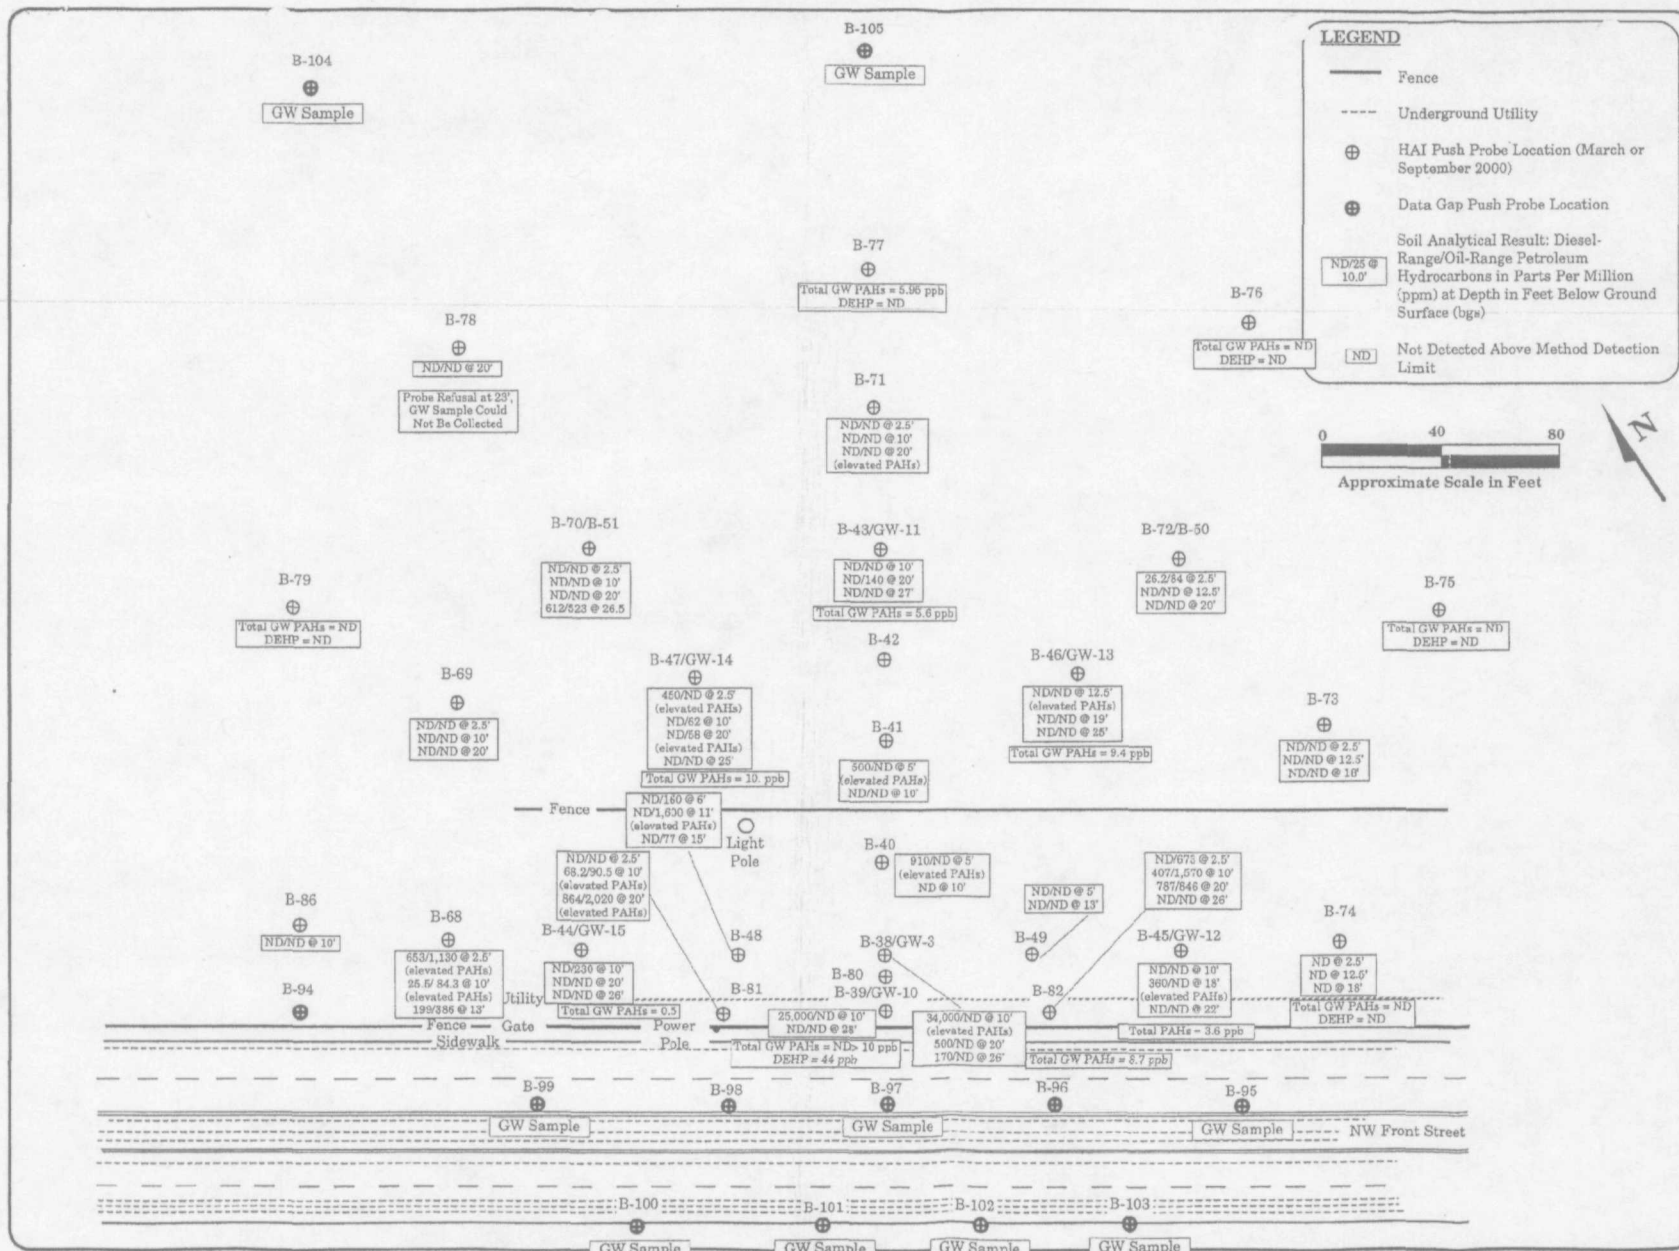 B-105
GW Sample
B-104
GW Sample
LEGEND
Fence
Underground Utility
HAI Push Probe Location (March or
September 2000)
Data Gap Push Probe Location
ND/25 @
10.0'
Soil Analytical Result: Diesel-
Range/Oil-Range Petroleum
Hydrocarbons in Parts Per Million
(ppm) at Depth in Feet Below Ground
Surface (bgs)
ND
Not Detected Above Method Detection
Limit
0 40 80
Approximate Scale in Feet
N
B-77
Total GW PAHs = 5.96 ppb
DEHP = ND
B-76
Total GW PAHs = ND
DEHP = ND
B-78
ND/ND @ 20'
Probe Refusal at 23',
GW Sample Could
Not Be Collected
B-71
ND/ND @ 2.5'
ND/ND @ 10'
ND/ND @ 20'
(elevated PAHs)
B-70/B-51
ND/ND @ 2.5'
ND/ND @ 10'
ND/ND @ 20'
612/523 @ 26.5
B-43/GW-11
ND/ND @ 10'
ND/140 @ 20'
ND/ND @ 27'
Total GW PAHs = 5.6 ppb
B-72/B-50
26.2/84 @ 2.5'
ND/ND @ 12.5'
ND/ND @ 20'
B-79
Total GW PAHs = ND
DEHP = ND
B-75
Total GW PAHs = ND
DEHP = ND
B-42
B-69
ND/ND @ 2.5'
ND/ND @ 10'
ND/ND @ 20'
B-47/GW-14
450/ND @ 2.5'
(elevated PAHs)
ND/62 @ 10'
ND/58 @ 20'
(elevated PAHs)
ND/ND @ 25'
Total GW PAHs = 10. ppb
B-41
500/ND @ 5'
(elevated PAHs)
ND/ND @ 10'
B-46/GW-13
ND/ND @ 12.5'
(elevated PAHs)
ND/ND @ 19'
ND/ND @ 25'
Total GW PAHs = 9.4 ppb
B-73
ND/ND @ 2.5'
ND/ND @ 12.5'
ND/ND @ 16'
Fence
ND/160 @ 6'
ND/1,600 @ 11'
(elevated PAHs)
ND/77 @ 15'
Light
Pole
B-40
910/ND @ 5'
(elevated PAHs)
ND @ 10'
ND/ND @ 2.5'
68.2/90.5 @ 10'
(elevated PAHs)
864/2,020 @ 20'
(elevated PAHs)
ND/ND @ 5'
ND/ND @ 13'
ND/673 @ 2.5'
407/1,570 @ 10'
787/846 @ 20'
ND/ND @ 26'
B-86
ND/ND @ 10'
B-68
653/1,130 @ 2.5'
(elevated PAHs)
25.5/ 84.3 @ 10'
(elevated PAHs)
199/386 @ 13'
B-44/GW-15
ND/230 @ 10'
ND/ND @ 20'
ND/ND @ 26'
Total GW PAHs = 0.5
B-48
B-38/GW-3
B-49
B-45/GW-12
ND/ND @ 10'
360/ND @ 18'
(elevated PAHs)
ND/ND @ 22'
Total PAHs = 3.6 ppb
B-74
ND @ 2.5'
ND @ 12.5'
ND @ 18'
Total GW PAHs = ND
DEHP = ND
B-80
B-94
Utility
B-81
B-39/GW-10
B-82
25,000/ND @ 10'
ND/ND @ 28'
Total GW PAHs = ND> 10 ppb
DEHP = 44 ppb
34,000/ND @ 10'
(elevated PAHs)
500/ND @ 20'
170/ND @ 26'
Total GW PAHs = 8.7 ppb
Fence Gate
Sidewalk
Power
Pole
B-99
GW Sample
B-98
B-97
GW Sample
B-96
B-95
GW Sample
NW Front Street
B-100
GW Sample
B-101
GW Sample
B-102
GW Sample
B-103
GW Sample